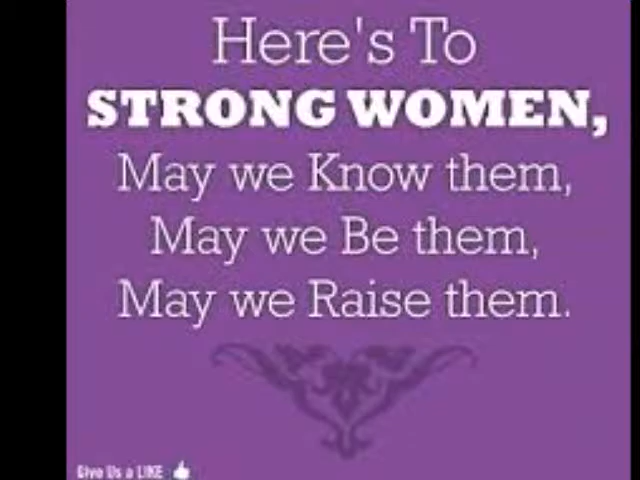 Here's To
STRONG WOMEN,
May we Know them,
May we Be them,
May we Raise them.
Give Us a LIKE